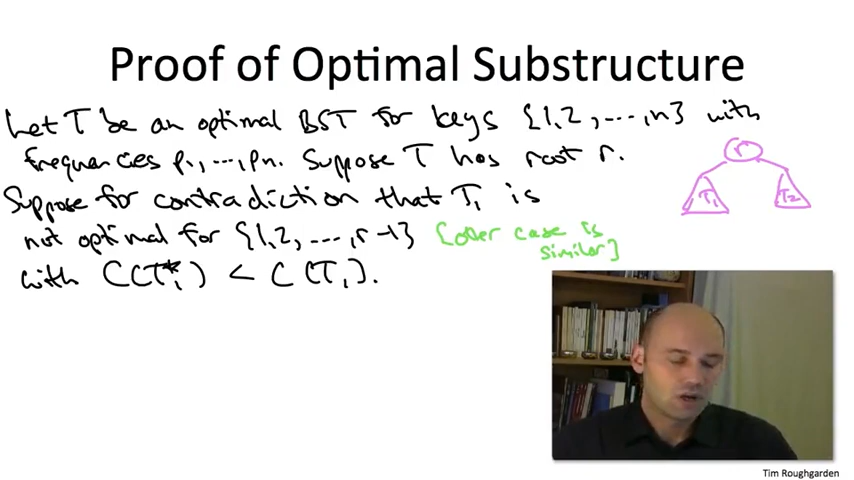 Proof of Optimal Substructure
Let T be an optimal BST for keys {1,2,...,n} with
frequencies p1,...,pn. Suppose T has root r.
r
T1 T2
Suppose for contradiction that T1 is
not optimal for {1,2,...,r-1} [other case is
similar]
with C(T1*) < C(T1).
Tim Roughgarden